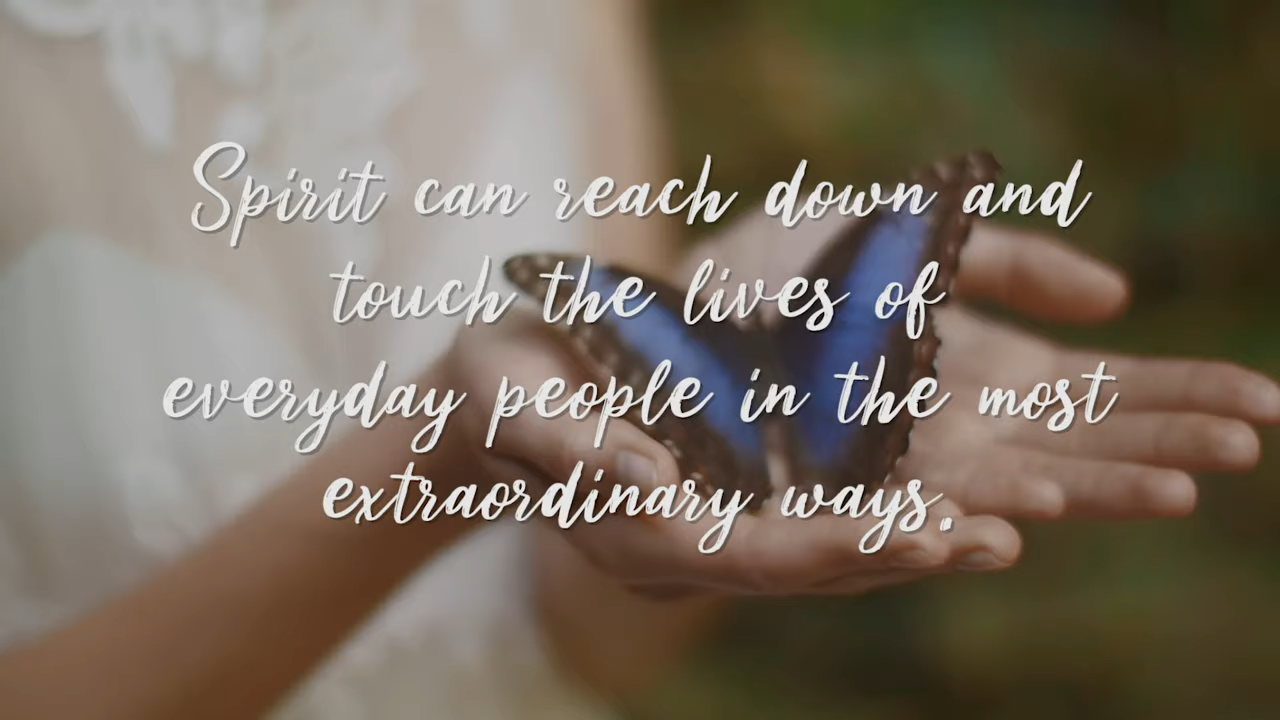 Spirit can reach down and
touch the lives of
everyday people in the most
extraordinary ways.